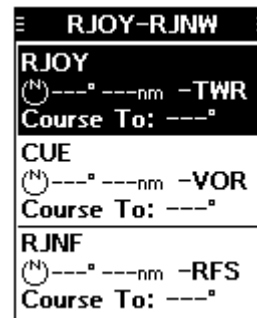 RJOY-RJNW
RJOY
N---° ---nm -TWR
Course To: ---°
CUE
N---° ---nm -VOR
Course To: ---°
RJNF
N---° ---nm -RFS
Course To: ---°